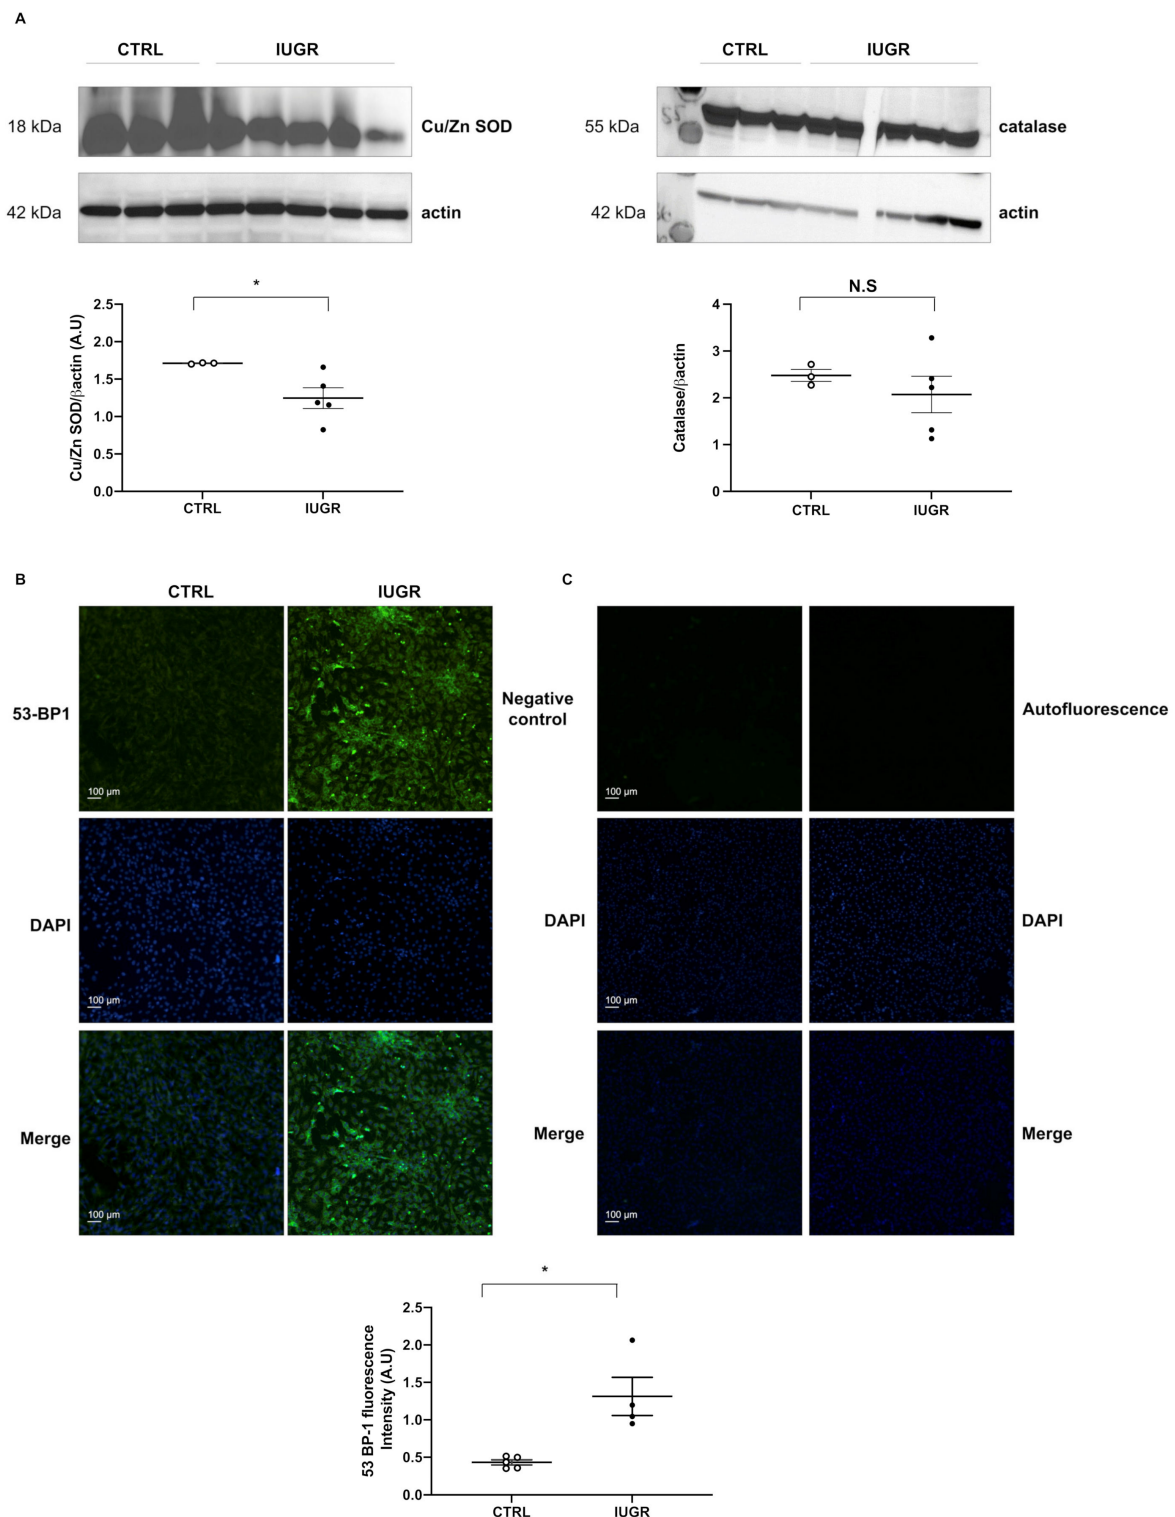 A
CTRL
IUGR
CTRL
IUGR
18 kDa
Cu/Zn SOD
55 kDa
55
catalase
42 kDa
actin
42 kDa
actin
*
Cu/Zn SOD/βactin (A.U)
2.5
2.0
1.5
1.0
0.5
0.0
CTRL
IUGR
N.S
Catalase/βactin
4
3
2
1
0
CTRL
IUGR
B
CTRL
IUGR
53-BP1
100 µm
DAPI
100 µm
Merge
100 µm
C
Negative
control
100 µm
Autofluorescence
DAPI
100 µm
DAPI
Merge
100 µm
Merge
*
53 BP-1 fluorescence
Intensity (A.U)
2.5
2.0
1.5
1.0
0.5
0.0
CTRL
IUGR